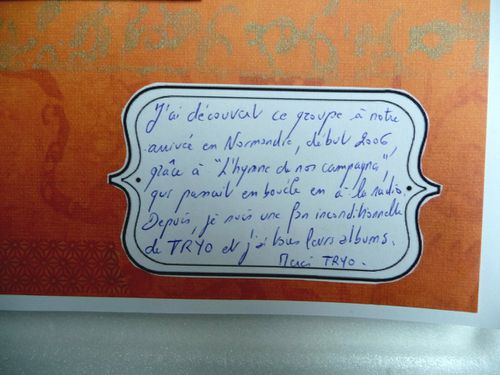 J'ai découvert ce groupe à notre
arrivée en Normandie, début 2006,
grâce à "L'hymne de nos campagnes",
qui passait en boucle en à la radio.
Depuis, je suis une fan inconditionnelle
de TRYO et j'ai tous leurs albums.
Merci TRYO.